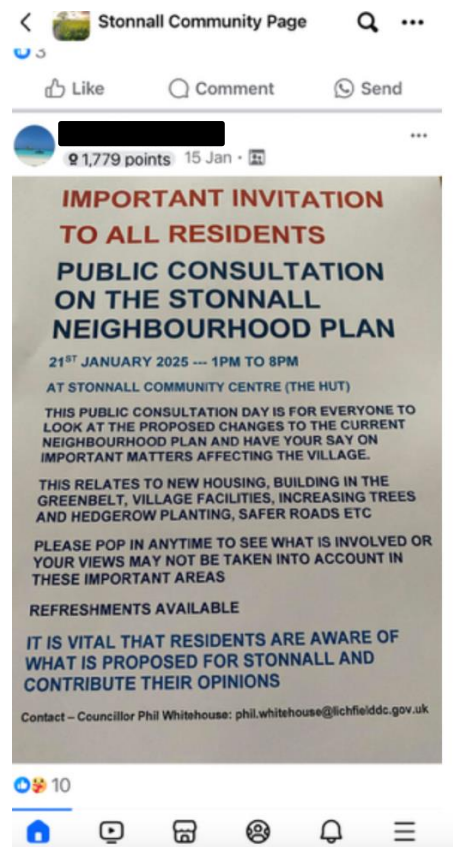 Stonnall Community Page
3
Like Comment Send
1,779 points 15 Jan
IMPORTANT INVITATION
TO ALL RESIDENTS
PUBLIC CONSULTATION
ON THE STONNALL
NEIGHBOURHOOD PLAN
21ST JANUARY 2025 --- 1PM TO 8PM
AT STONNALL COMMUNITY CENTRE (THE HUT)
THIS PUBLIC CONSULTATION DAY IS FOR EVERYONE TO
LOOK AT THE PROPOSED CHANGES TO THE CURRENT
NEIGHBOURHOOD PLAN AND HAVE YOUR SAY ON
IMPORTANT MATTERS AFFECTING THE VILLAGE.
THIS RELATES TO NEW HOUSING, BUILDING IN THE
GREENBELT, VILLAGE FACILITIES, INCREASING TREES
AND HEDGEROW PLANTING, SAFER ROADS ETC
PLEASE POP IN ANYTIME TO SEE WHAT IS INVOLVED OR
YOUR VIEWS MAY NOT BE TAKEN INTO ACCOUNT IN
THESE IMPORTANT AREAS
REFRESHMENTS AVAILABLE
IT IS VITAL THAT RESIDENTS ARE AWARE OF
WHAT IS PROPOSED FOR STONNALL AND
CONTRIBUTE THEIR OPINIONS
Contact – Councillor Phil Whitehouse: phil.whitehouse@lichfielddc.gov.uk
10